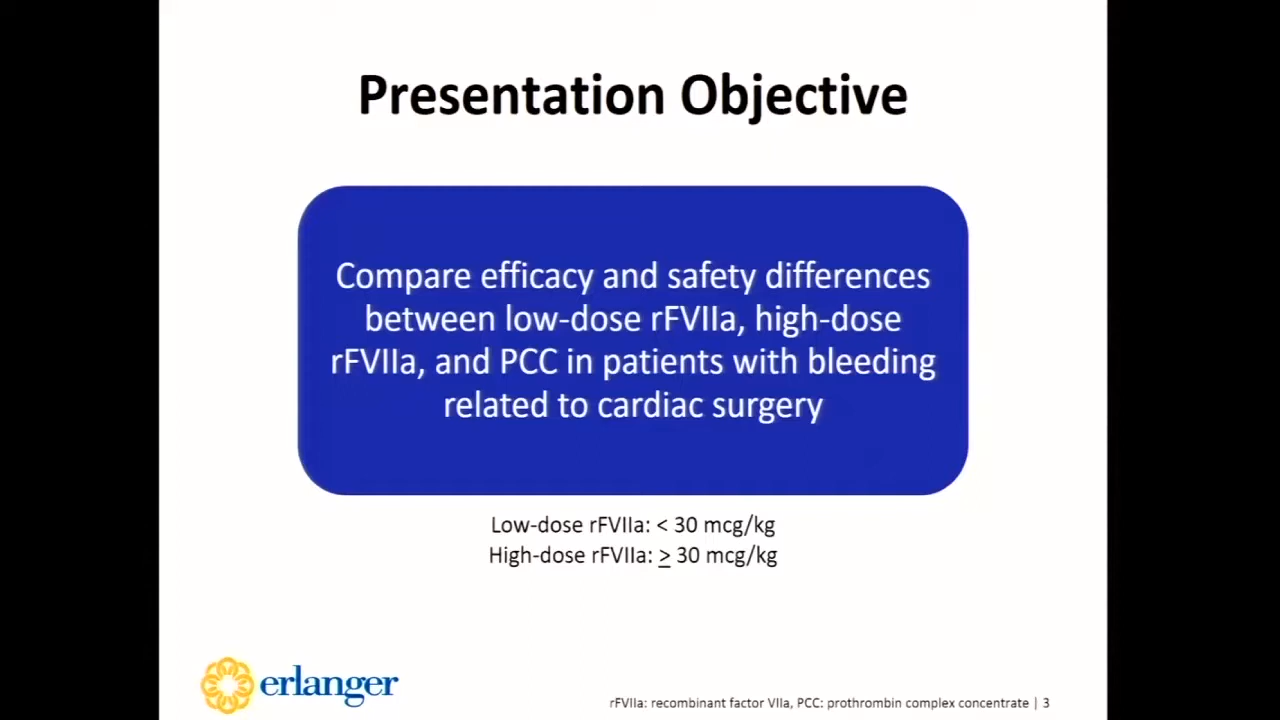 Presentation Objective
Compare efficacy and safety differences
between low-dose rFVIIa, high-dose
rFVIIa, and PCC in patients with bleeding
related to cardiac surgery
Low-dose rFVIIa: < 30 mcg/kg
High-dose rFVIIa: ≥ 30 mcg/kg
erlanger
rFVIIa: recombinant factor VIIa, PCC: prothrombin complex concentrate | 3